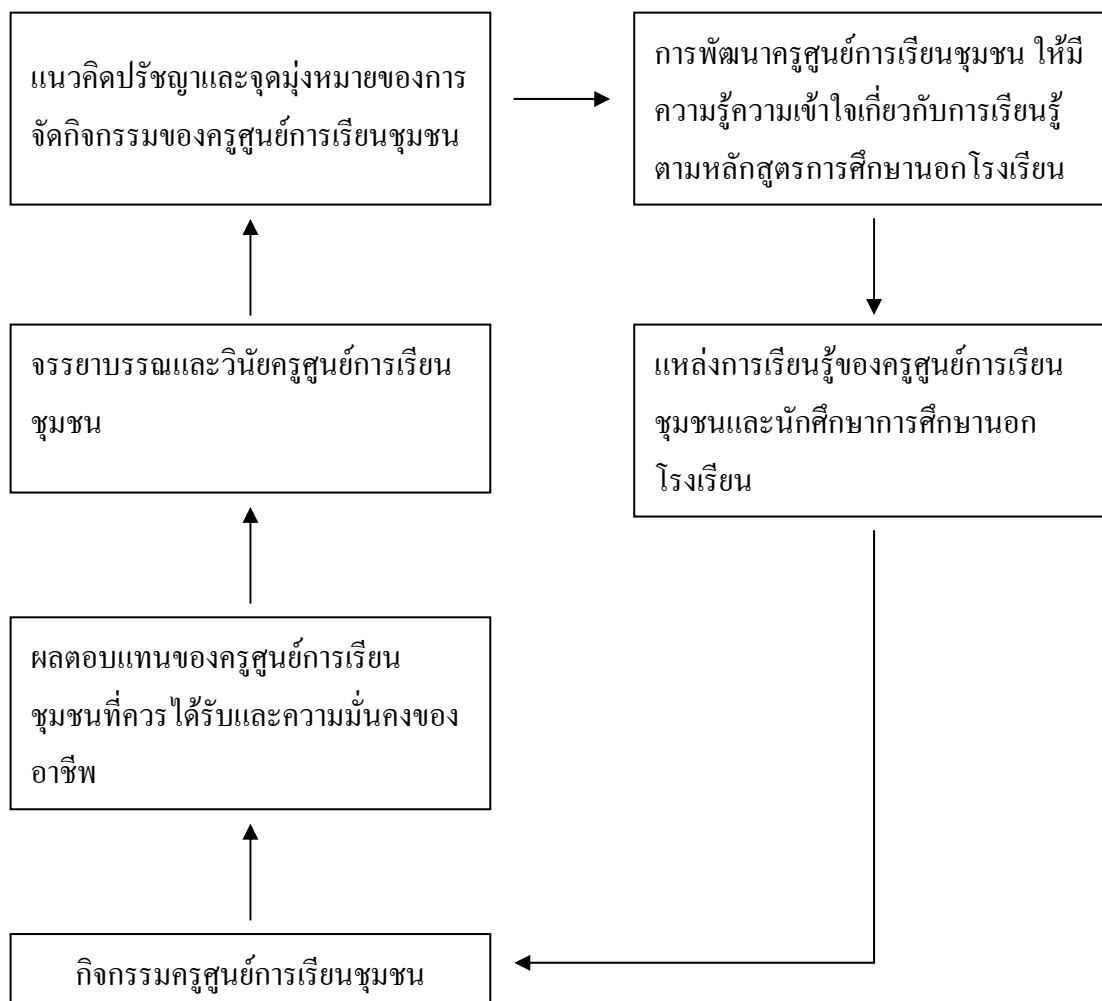 แนวคิดปรัชญาและจุดมุ่งหมายของการ
จัดกิจกรรมของครูศูนย์การเรียนชุมชน
การพัฒนาครูศูนย์การเรียนชุมชน ให้มี
ความรู้ความเข้าใจเกี่ยวกับการเรียนรู้
ตามหลักสูตรการศึกษานอกโรงเรียน
จรรยาบรรณและวินัยครูศูนย์การเรียน
ชุมชน
แหล่งการเรียนรู้ของครูศูนย์การเรียน
ชุมชนและนักศึกษาการศึกษานอก
โรงเรียน
ผลตอบแทนของครูศูนย์การเรียน
ชุมชนที่ควรได้รับและความมั่นคงของ
อาชีพ
กิจกรรมครูศูนย์การเรียนชุมชน